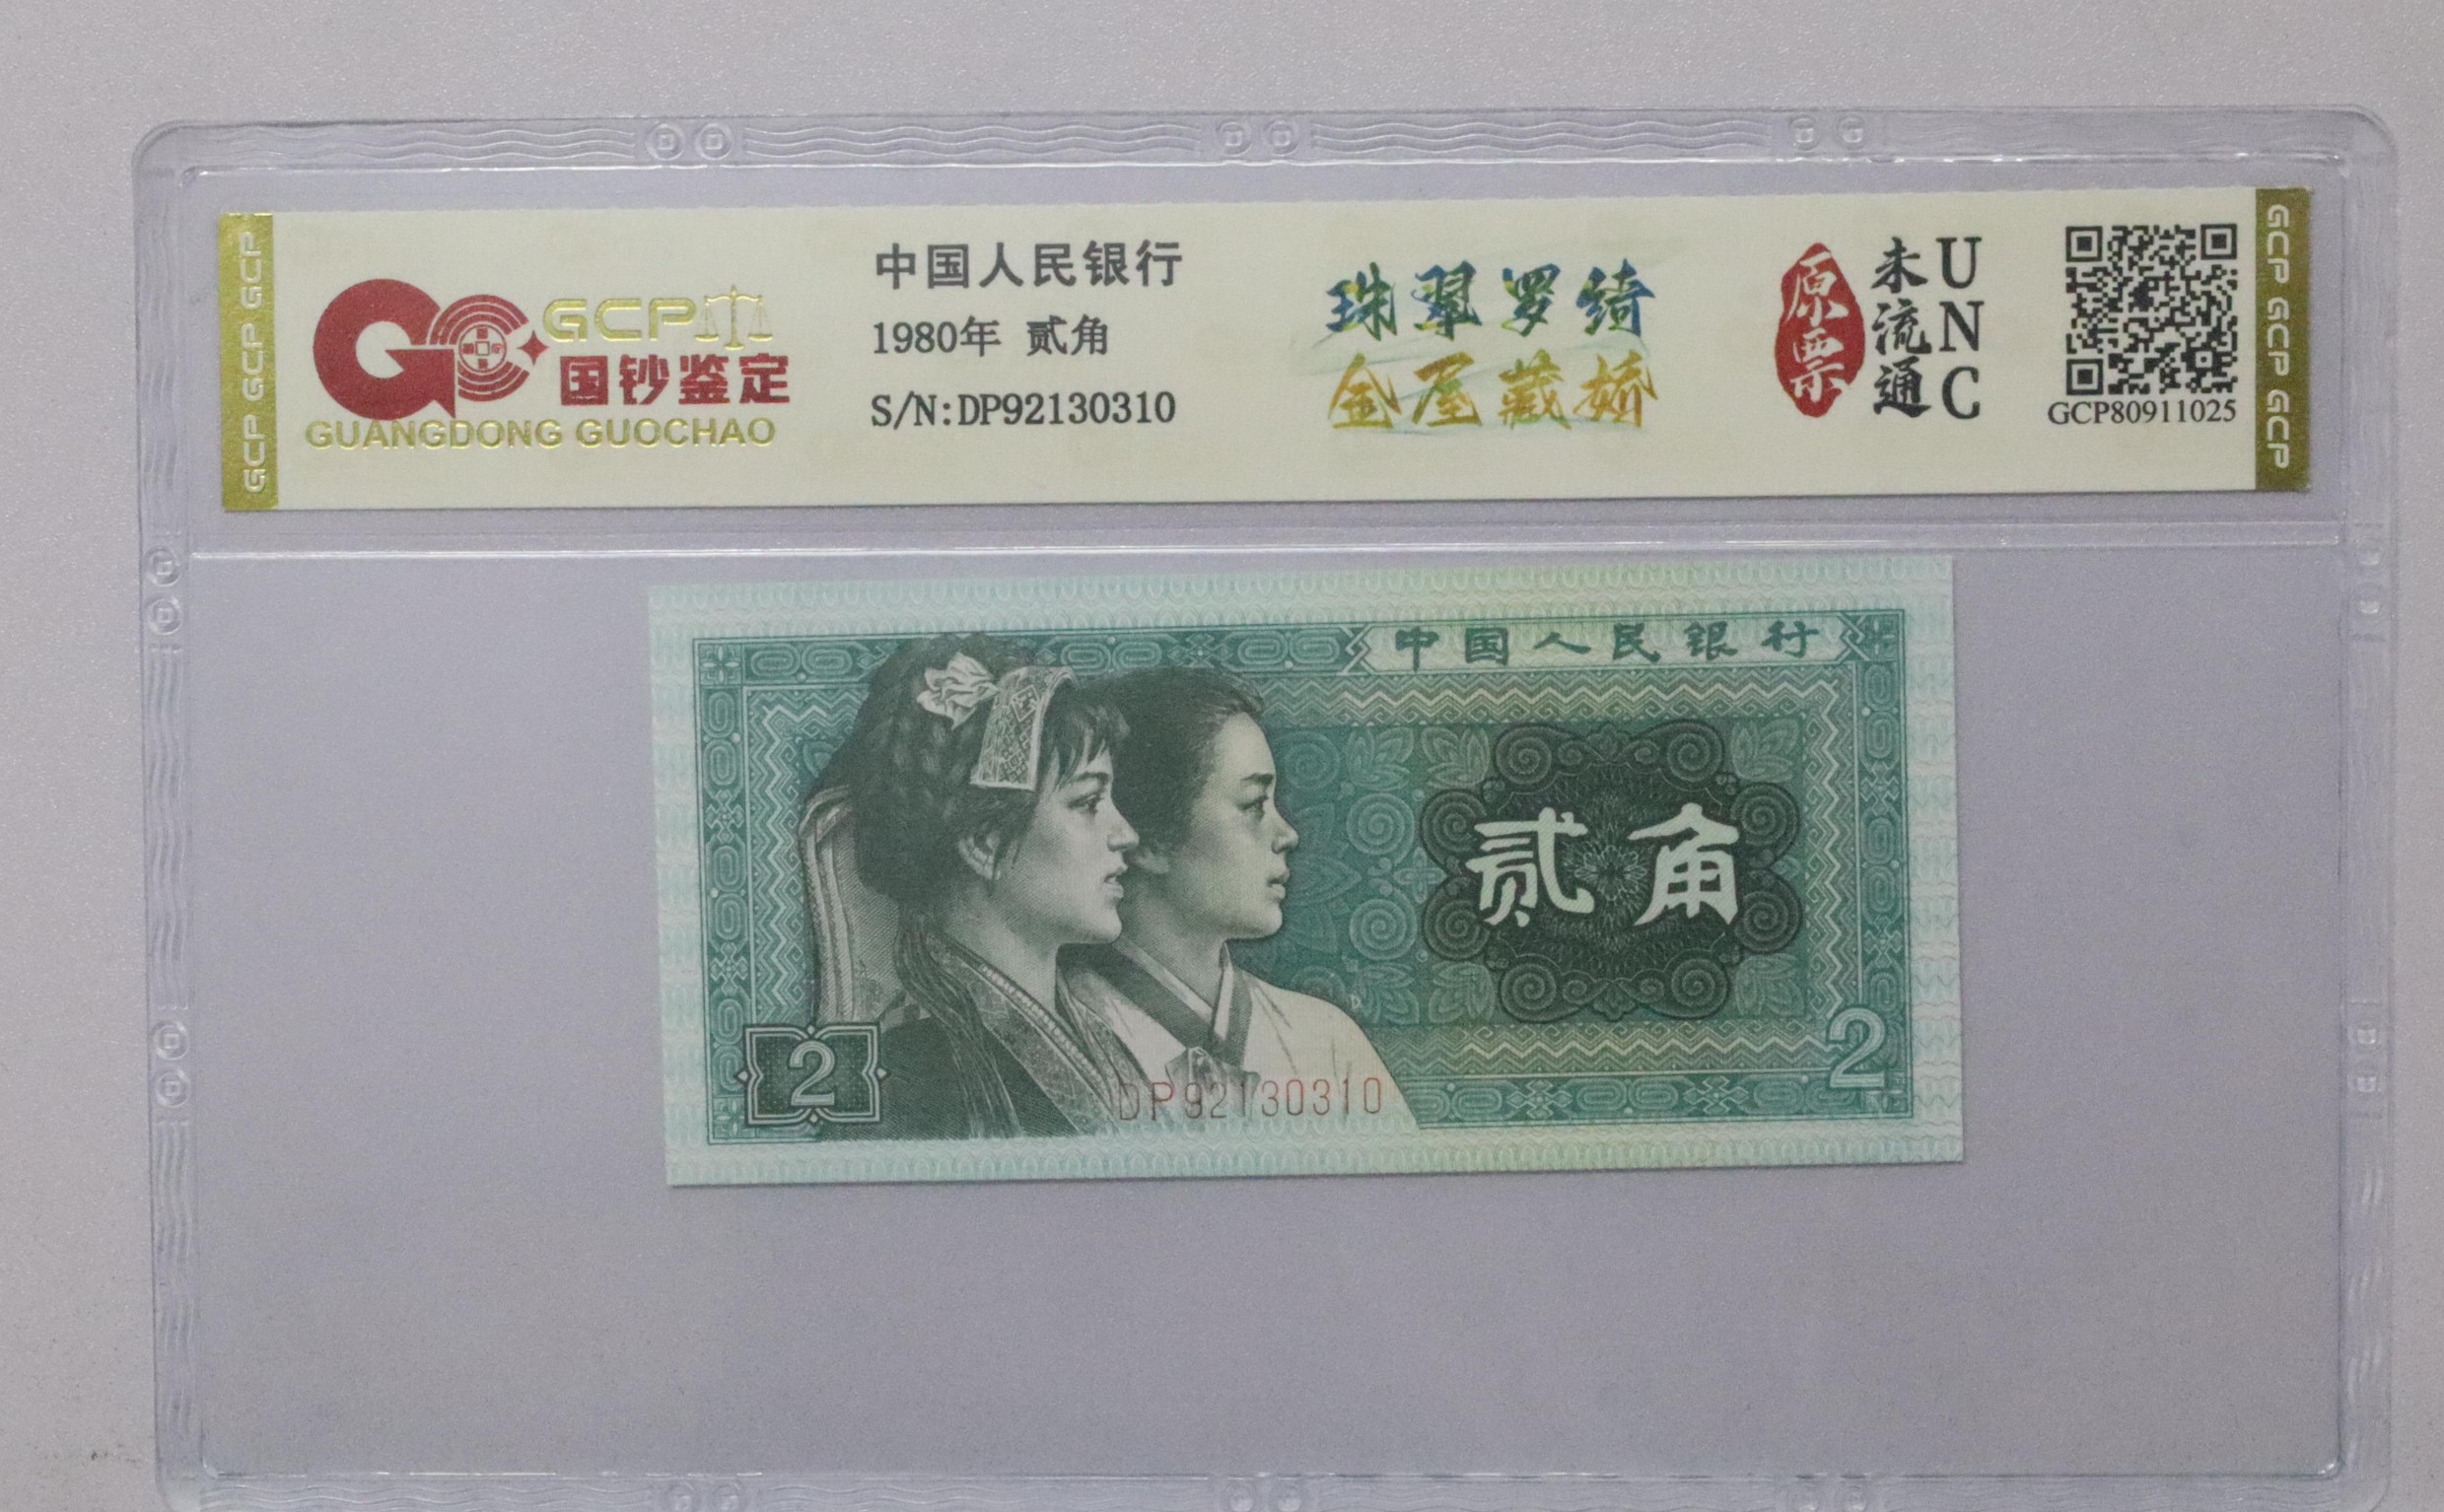 GCP GCP GCP
GCP
国钞鉴定
GUANGDONG GUOCHAO
中国人民银行
1980年 贰角
S/N:DP92130310
珠翠罗绮
金屋藏娇
原票
未流通
UNC
GCP80911025
GCP GCP GCP
中国人民银行
贰角
2
2
DP92130310